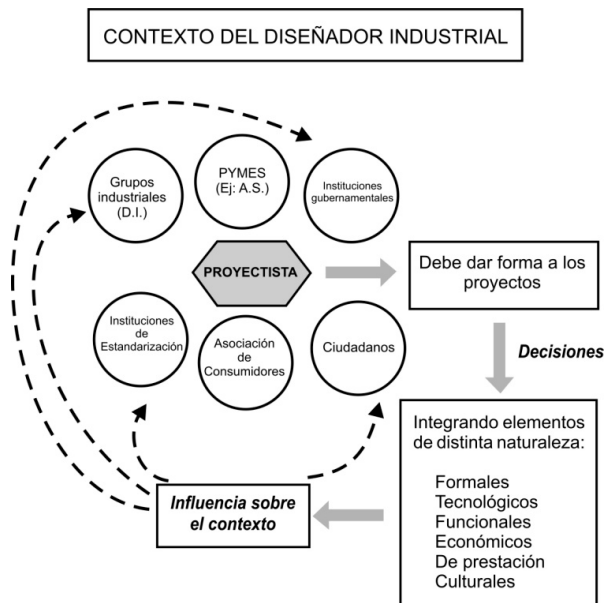 CONTEXTO DEL DISEÑADOR INDUSTRIAL
Grupos
industriales
(D.I.)
PYMES
(Ej: A.S.)
Instituciones
gubernamentales
PROYECTISTA
Debe dar forma a los
proyectos
Instituciones
de
Estandarización
Asociación
de
Consumidores
Ciudadanos
Decisiones
Integrando elementos
de distinta naturaleza:
Formales
Tecnológicos
Funcionales
Económicos
De prestación
Culturales
Influencia sobre
el contexto